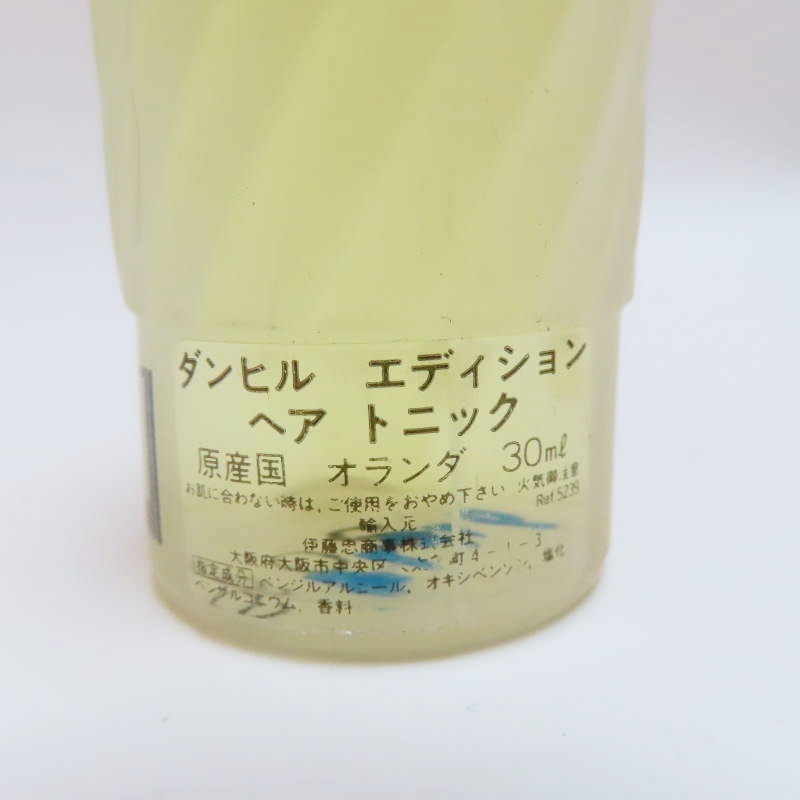 ダンヒル エディション
ヘア トニック
原産国 オランダ 30ml
お肌に合わない時は,ご使用をおやめ下さい 火気御注意
Ref.5239
輸入元
伊藤忠商事株式会社
大阪府大阪市中央区 町4-1-3
指定成分 ベンジルアルコール, オキシベンゾン, 塩化
ベンザルコニウム, 香料